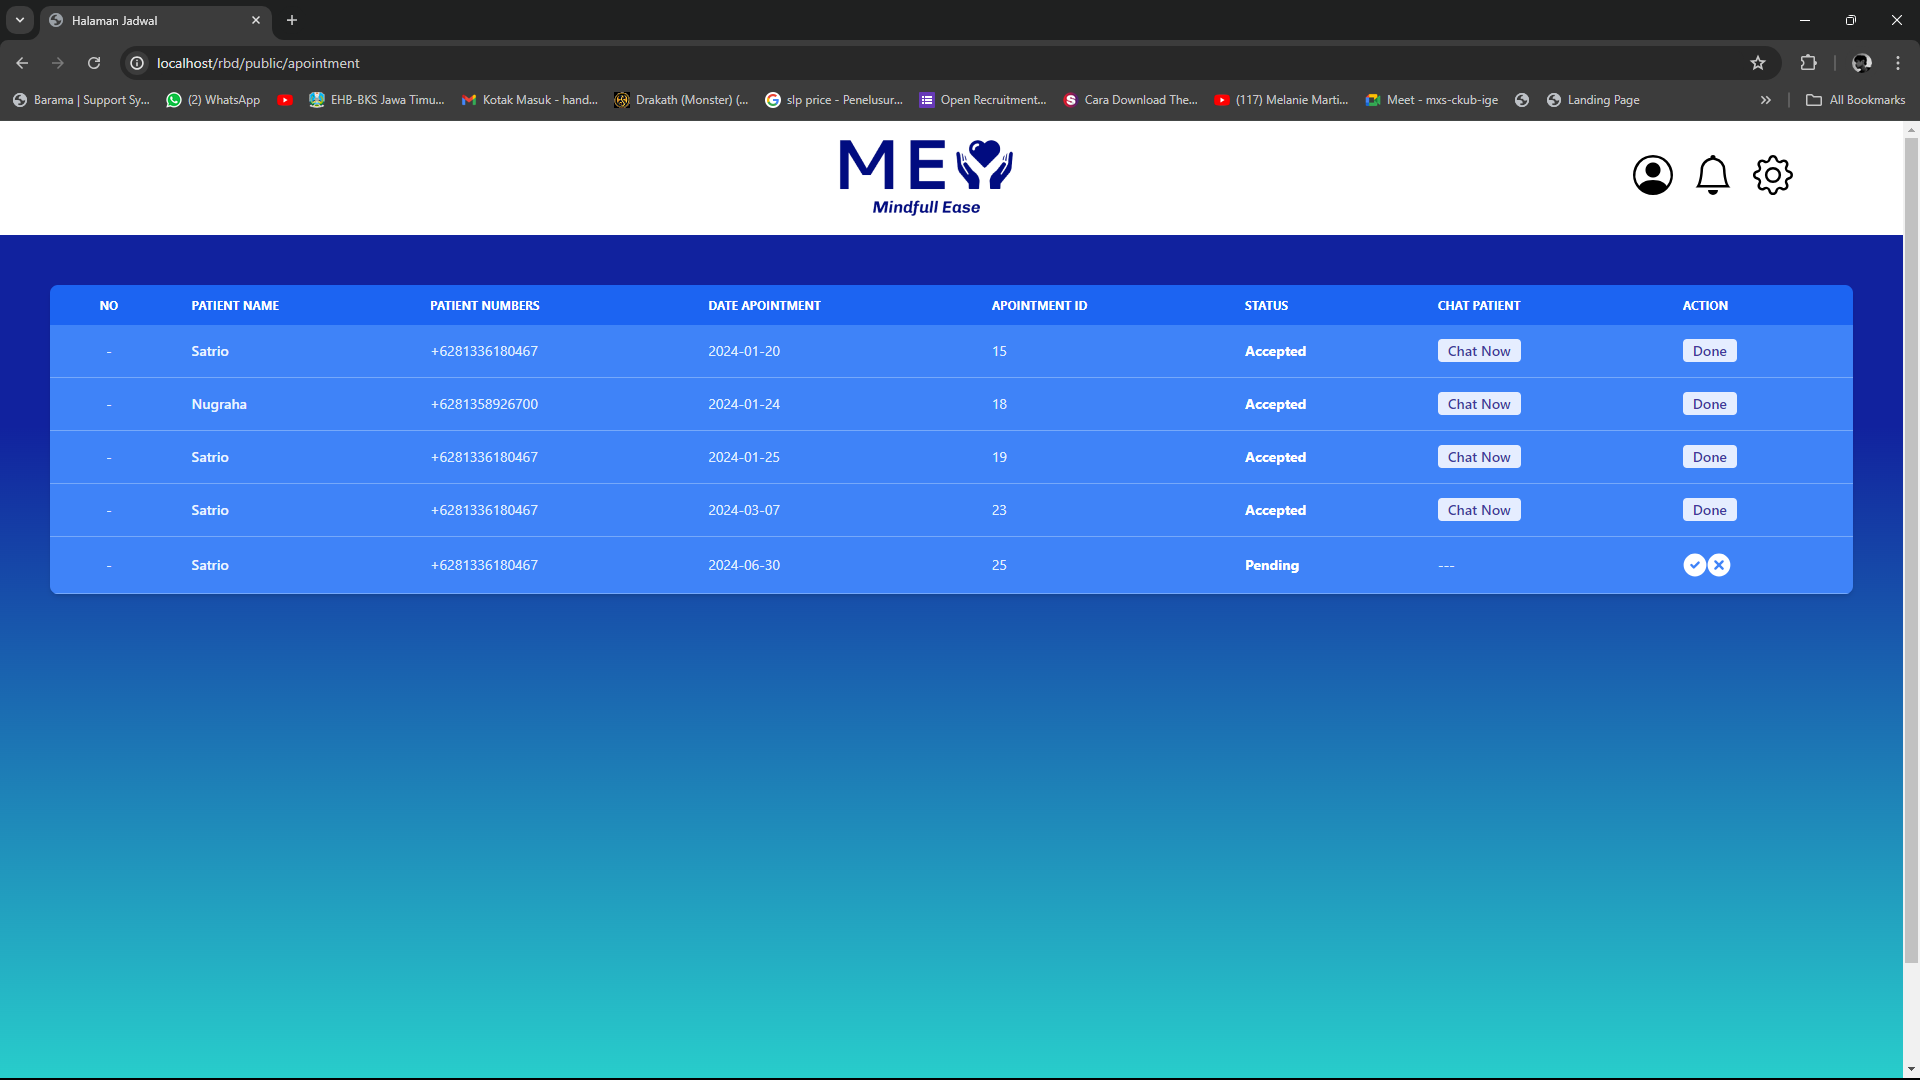 Halaman Jadwal
localhost/rbd/public/apointment
Barama | Support Sy... (2) WhatsApp EHB-BKS Jawa Timu... Kotak Masuk - hand... Drakath (Monster) (... slp price - Penelusur... Open Recruitment... Cara Download The... (117) Melanie Marti... Meet - mxs-ckub-ige Landing Page » All Bookmarks
ME
Mindfull Ease
NO PATIENT NAME PATIENT NUMBERS DATE APOINTMENT APOINTMENT ID STATUS CHAT PATIENT ACTION
- Satrio +6281336180467 2024-01-20 15 Accepted Chat Now Done
- Nugraha +6281358926700 2024-01-24 18 Accepted Chat Now Done
- Satrio +6281336180467 2024-01-25 19 Accepted Chat Now Done
- Satrio +6281336180467 2024-03-07 23 Accepted Chat Now Done
- Satrio +6281336180467 2024-06-30 25 Pending ---